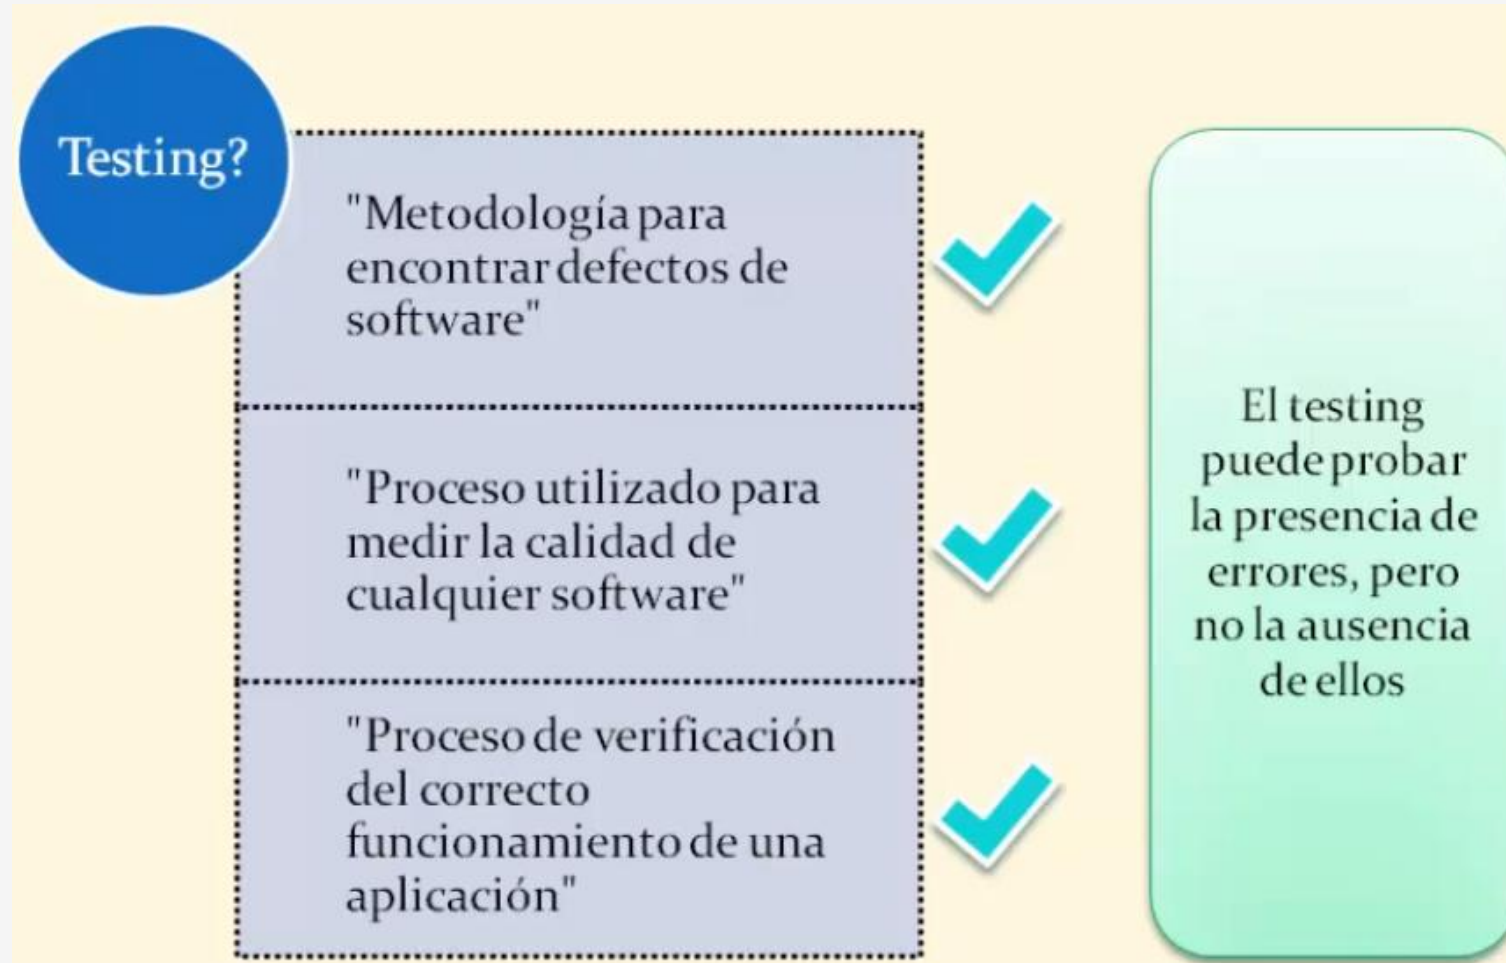 Testing?
"Metodología para
encontrar defectos de
software"
"Proceso utilizado para
medir la calidad de
cualquier software"
"Proceso de verificación
del correcto
funcionamiento de una
aplicación"
El testing
puede probar
la presencia de
errores, pero
no la ausencia
de ellos